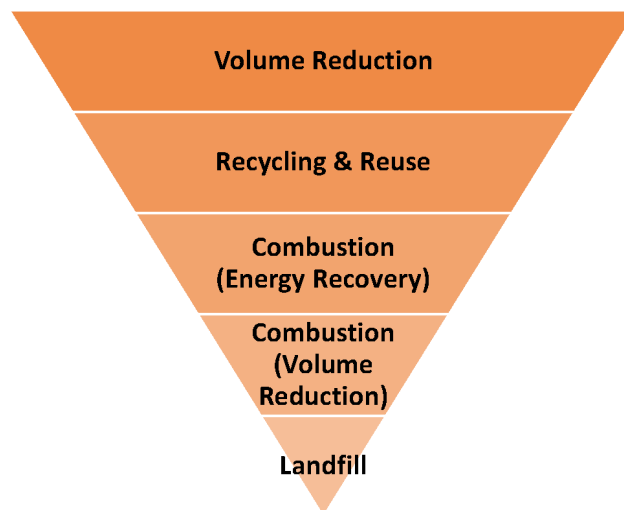 Volume Reduction
Recycling & Reuse
Combustion
(Energy Recovery)
Combustion
(Volume
Reduction)
Landfill